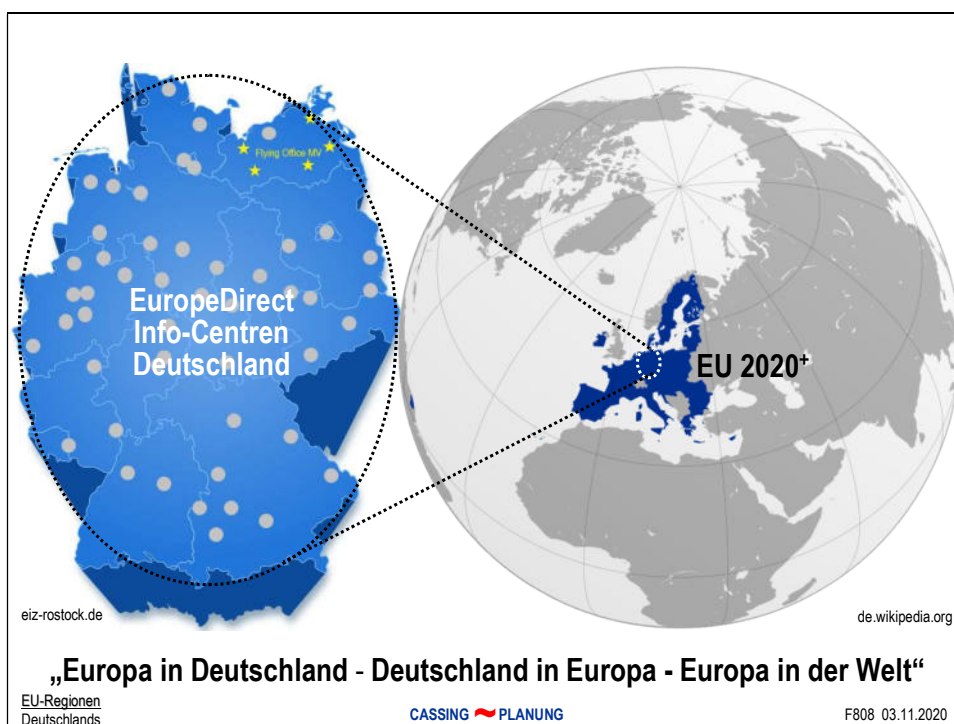 Flying Office MV
EuropeDirect
Info-Centren
Deutschland
EU 2020+
eiz-rostock.de
de.wikipedia.org
„Europa in Deutschland - Deutschland in Europa - Europa in der Welt“
EU-Regionen
Deutschlands
CASSING PLANUNG
F808 03.11.2020